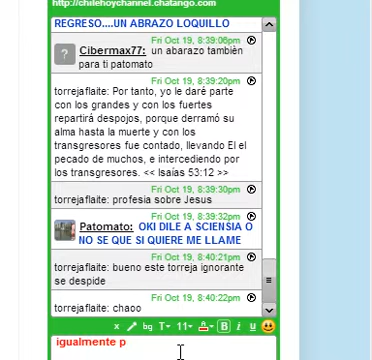 http://chilehoychannel.chatango.com
REGRESO....UN ABRAZO LOQUILLO
Fri Oct 19, 8:39:06pm
? Cibermax77: un abarazo tambièn
para ti patomato
Fri Oct 19, 8:39:20pm
torrejaflaite: Por tanto, yo le daré parte
con los grandes y con los fuertes
repartirá despojos, porque derramó su
alma hasta la muerte y con los
transgresores fue contado, llevando El el
pecado de muchos, e intercediendo por
los transgresores. << Isaías 53:12 >>
Fri Oct 19, 8:39:30pm
torrejaflaite: profesia sobre Jesus
Fri Oct 19, 8:39:32pm
Patomato: OKI DILE A SCIENSIA O
NO SE QUE SI QUIERE ME LLAME
Fri Oct 19, 8:40:21pm
torrejaflaite: bueno este torreja ignorante
se despide
Fri Oct 19, 8:40:22pm
torrejaflaite: chaoo
x bg T 11 A B i u
igualmente p